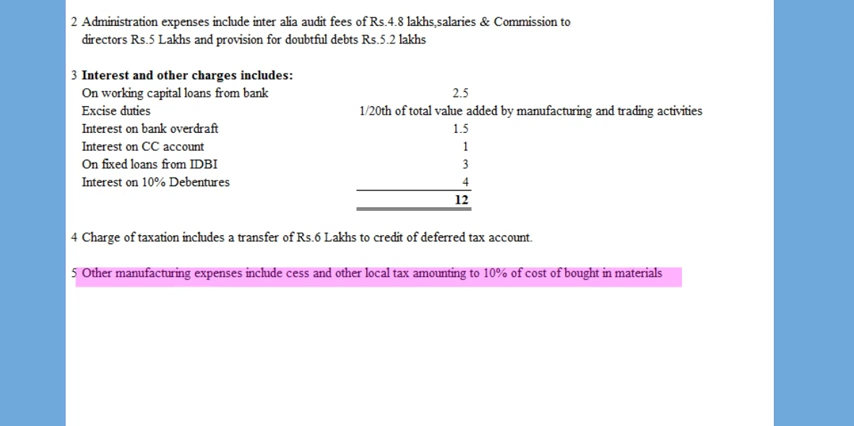 2 Administration expenses include inter alia audit fees of Rs.4.8 lakhs,salaries & Commission to
directors Rs.5 Lakhs and provision for doubtful debts Rs.5.2 lakhs
3 Interest and other charges includes:
On working capital loans from bank 2.5
Excise duties 1/20th of total value added by manufacturing and trading activities
Interest on bank overdraft 1.5
Interest on CC account 1
On fixed loans from IDBI 3
Interest on 10% Debentures 4
12
4 Charge of taxation includes a transfer of Rs.6 Lakhs to credit of deferred tax account.
5 Other manufacturing expenses include cess and other local tax amounting to 10% of cost of bought in materials